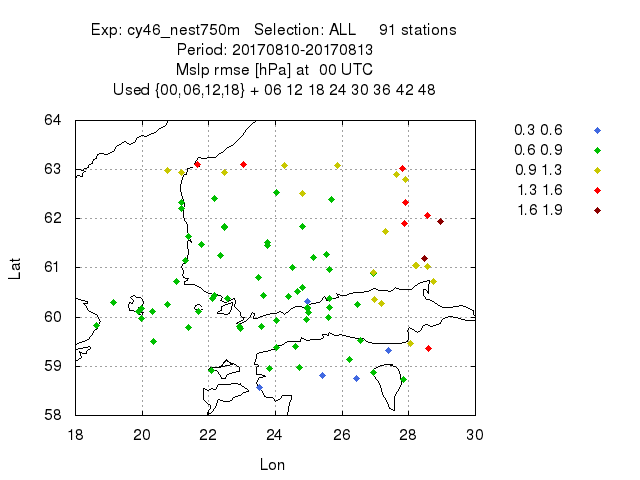 Exp: cy46_nest750m Selection: ALL 91 stations
Period: 20170810-20170813
Mslp rmse [hPa] at 00 UTC
Used {00,06,12,18} + 06 12 18 24 30 36 42 48
64
63
62
61
60
59
58
18 20 22 24 26 28 30
Lat
Lon
0.3 0.6
0.6 0.9
0.9 1.3
1.3 1.6
1.6 1.9